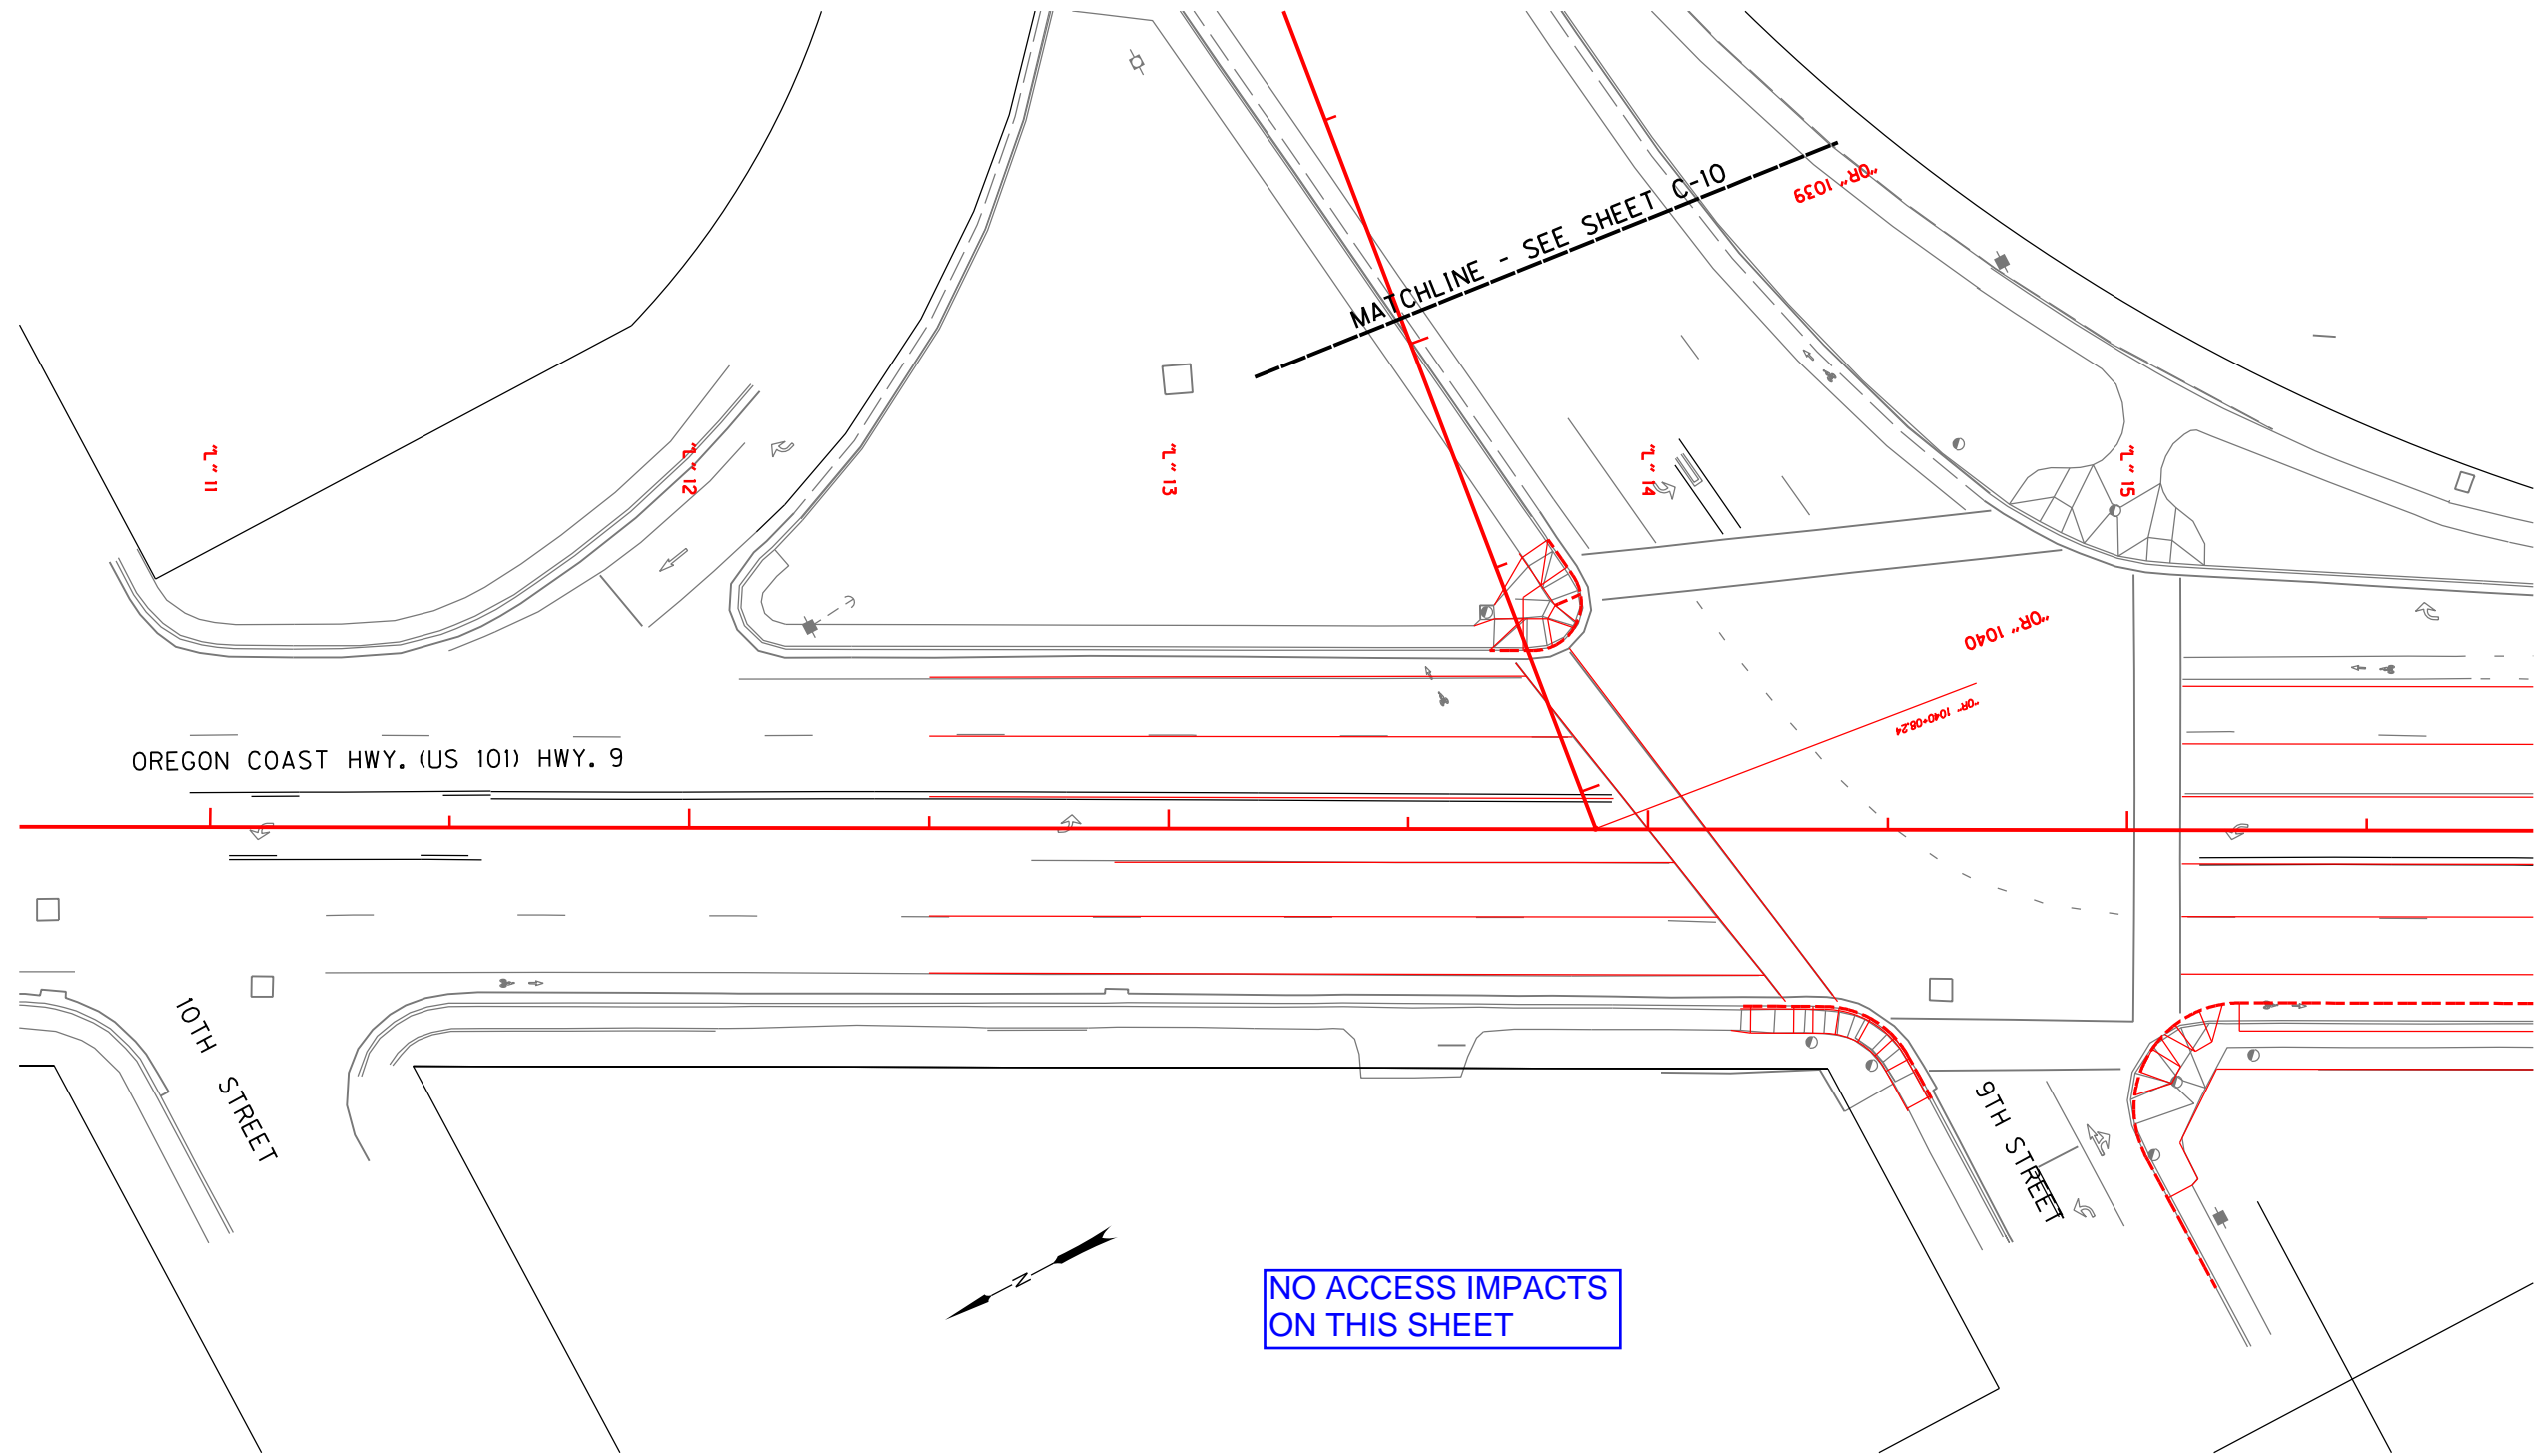 "OR" 1039
MATCHLINE - SEE SHEET C-10
"L" 11
"L" 12
"L" 13
"L" 14
"L" 15
"OR" 1040
"OR" 1040+08.24
OREGON COAST HWY. (US 101) HWY. 9
10TH STREET
9TH STREET
N
NO ACCESS IMPACTS
ON THIS SHEET